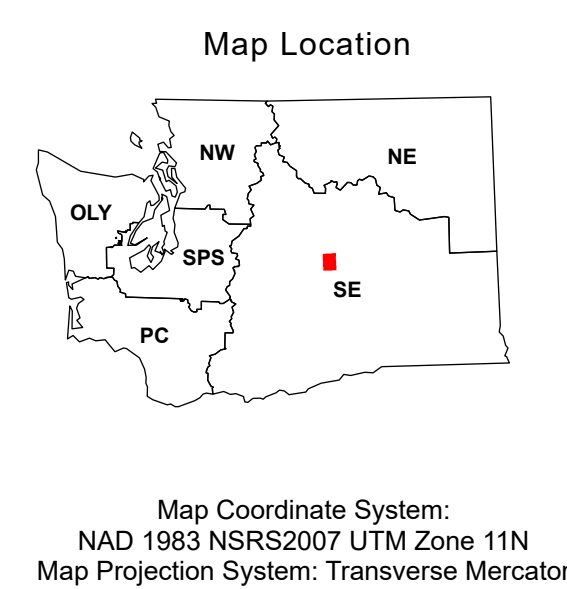 Map Location
NW
NE
OLY
SPS
SE
PC
Map Coordinate System:
NAD 1983 NSRS2007 UTM Zone 11N
Map Projection System: Transverse Mercator